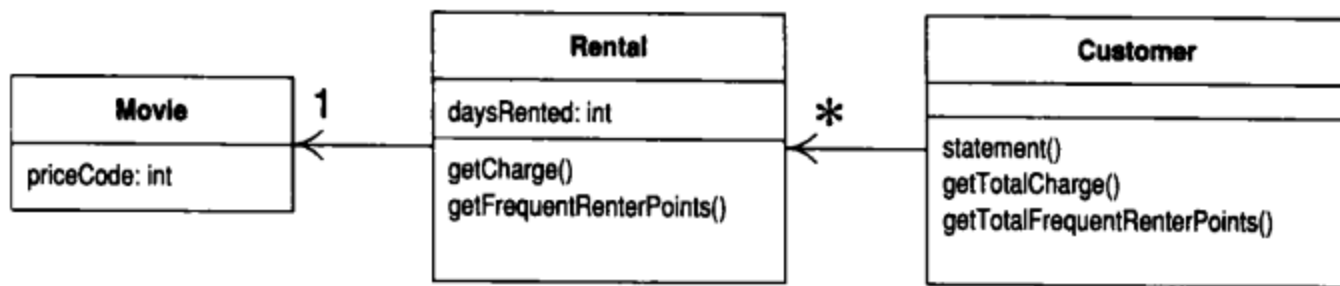 Movie
priceCode: int
1
Rental
daysRented: int
getCharge()
getFrequentRenterPoints()
*
Customer
statement()
getTotalCharge()
getTotalFrequentRenterPoints()